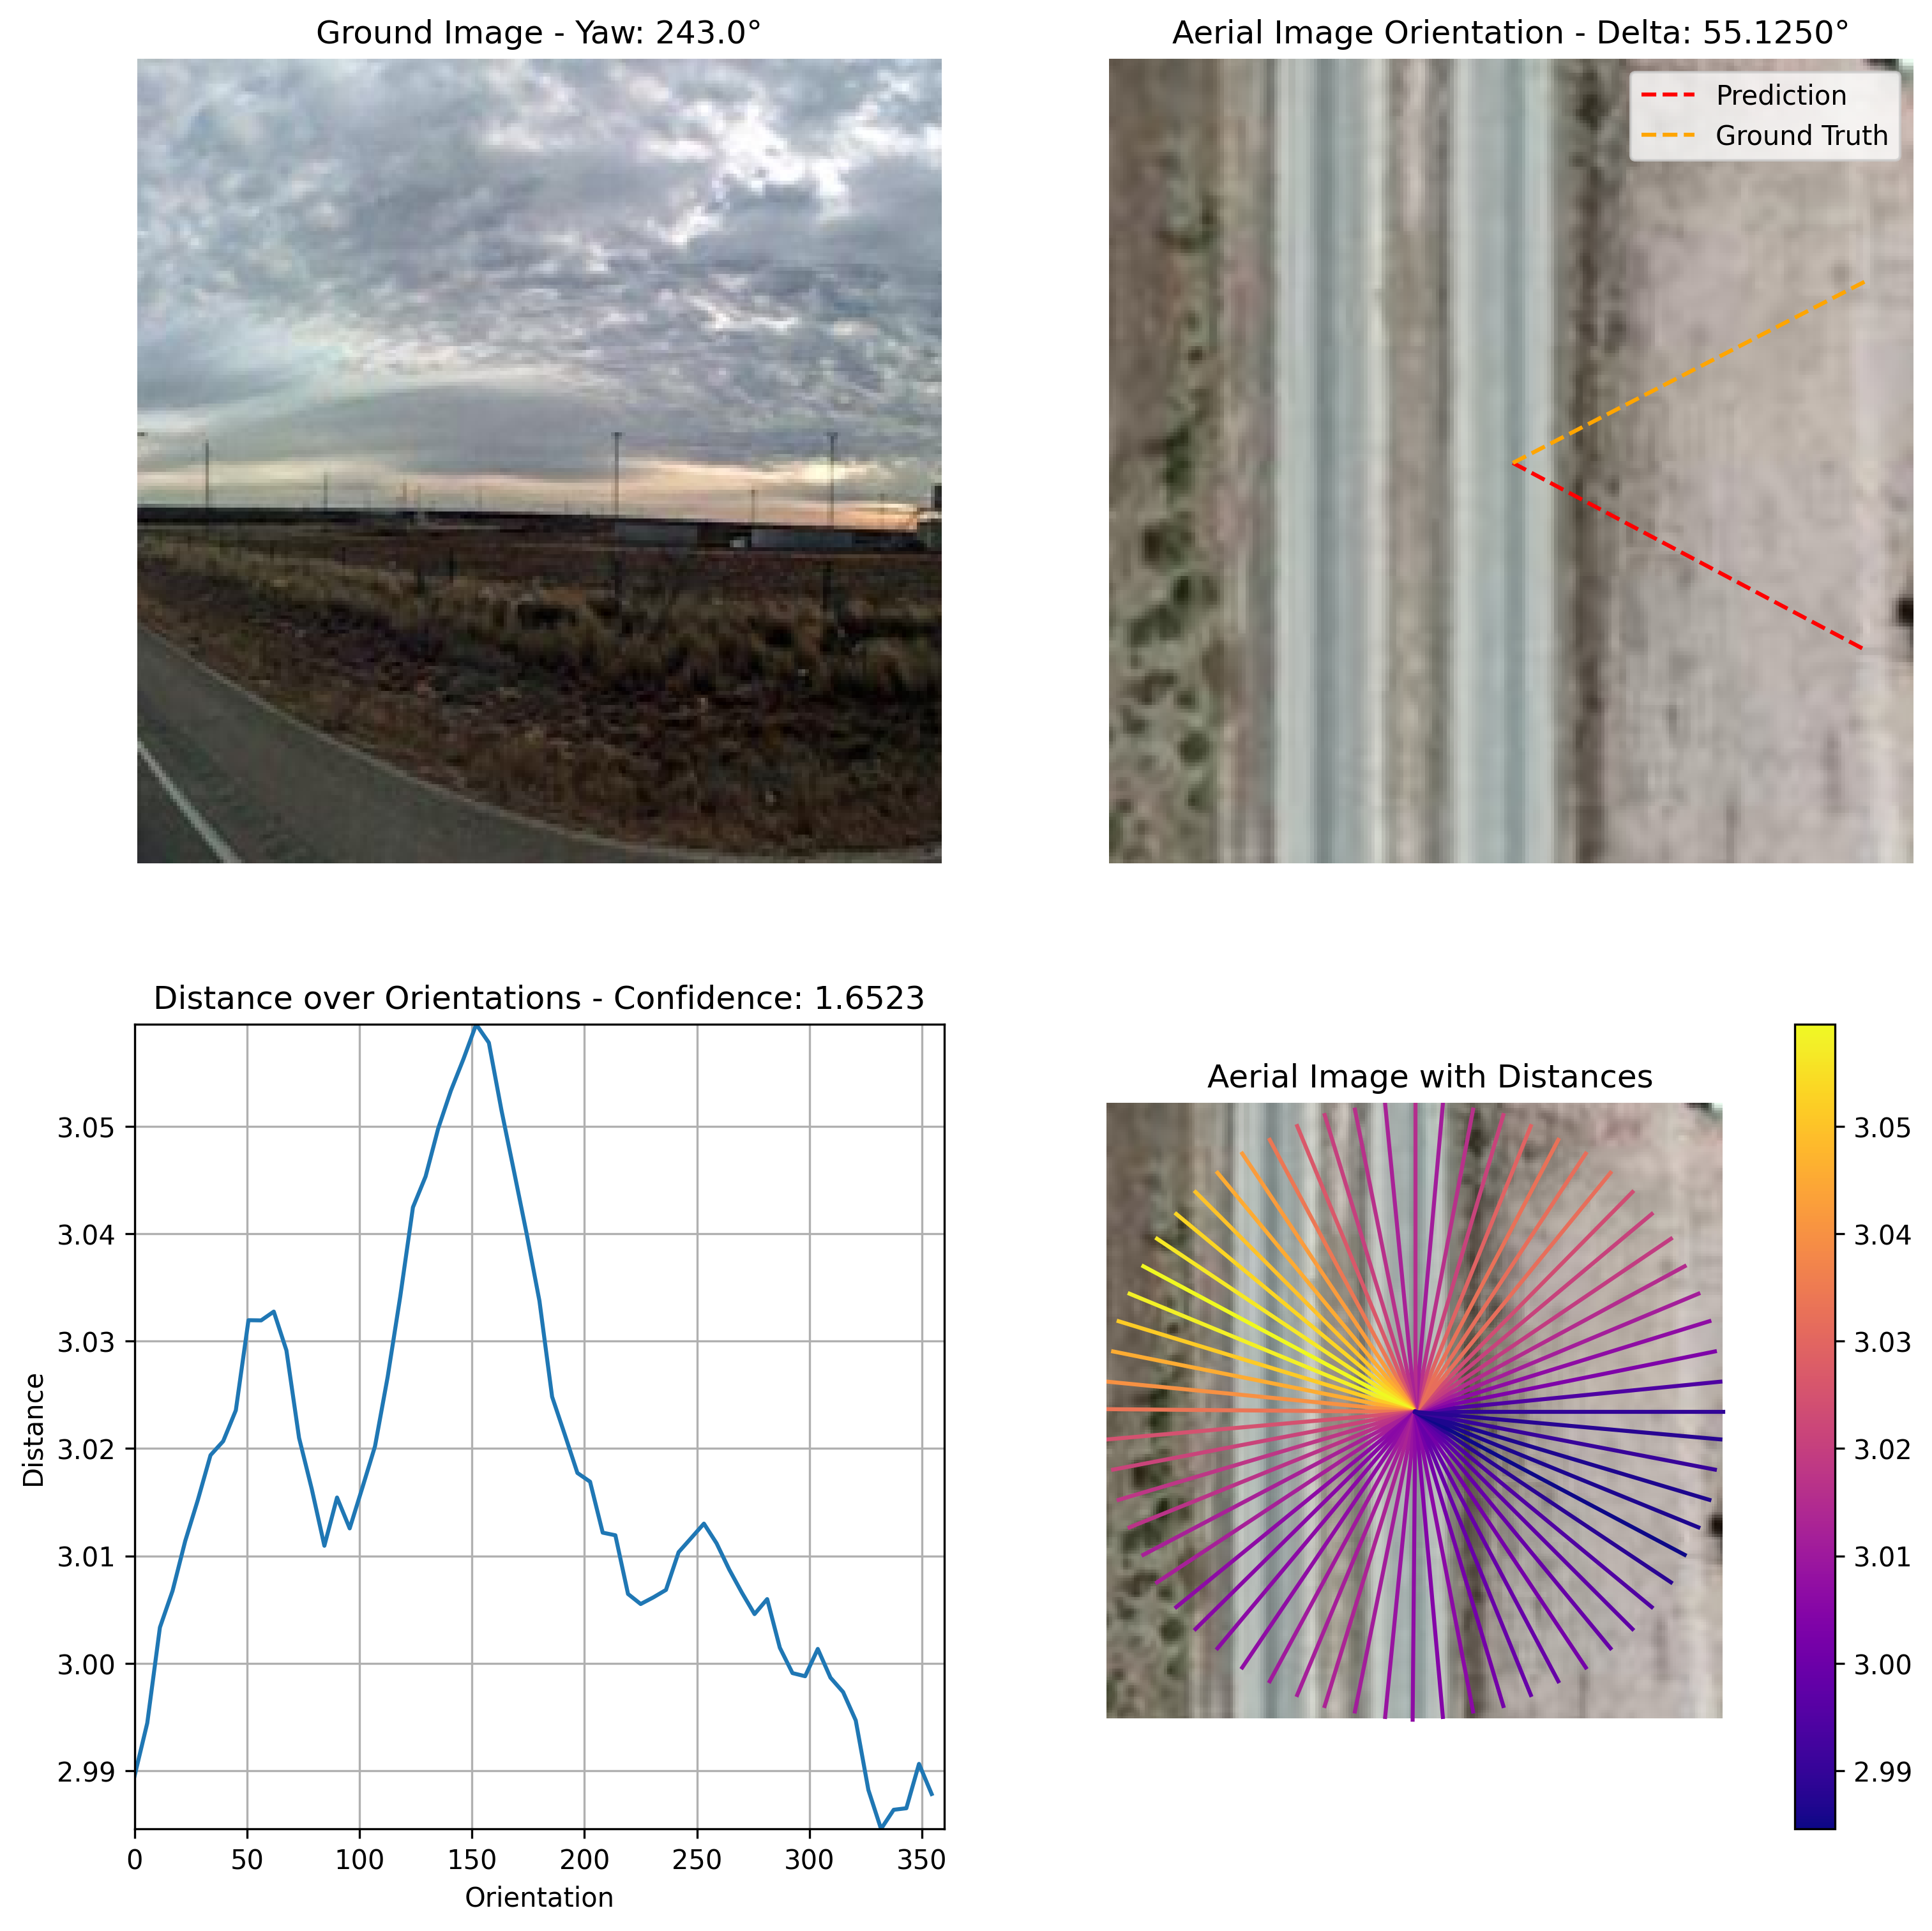 Ground Image - Yaw: 243.0°
Aerial Image Orientation - Delta: 55.1250°
Prediction
Ground Truth
Distance over Orientations - Confidence: 1.6523
3.05
3.04
3.03
3.02
3.01
3.00
2.99
Distance
0 50 100 150 200 250 300 350
Orientation
Aerial Image with Distances
3.05
3.04
3.03
3.02
3.01
3.00
2.99